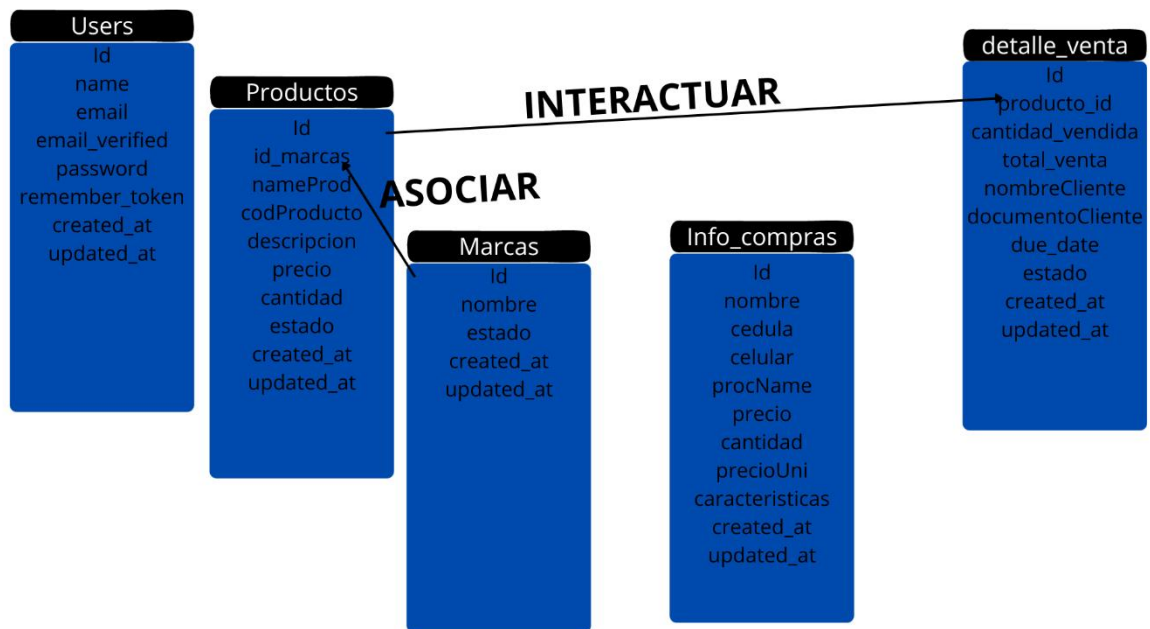 Users
Id
name
email
email_verified
password
remember_token
created_at
updated_at
Productos
Id
id_marcas
nameProd
codProducto
descripcion
precio
cantidad
estado
created_at
updated_at
INTERACTUAR
ASOCIAR
Marcas
Id
nombre
estado
created_at
updated_at
Info_compras
Id
nombre
cedula
celular
procName
precio
cantidad
precioUni
caracteristicas
created_at
updated_at
detalle_venta
Id
producto_id
cantidad_vendida
total_venta
nombreCliente
documentoCliente
due_date
estado
created_at
updated_at